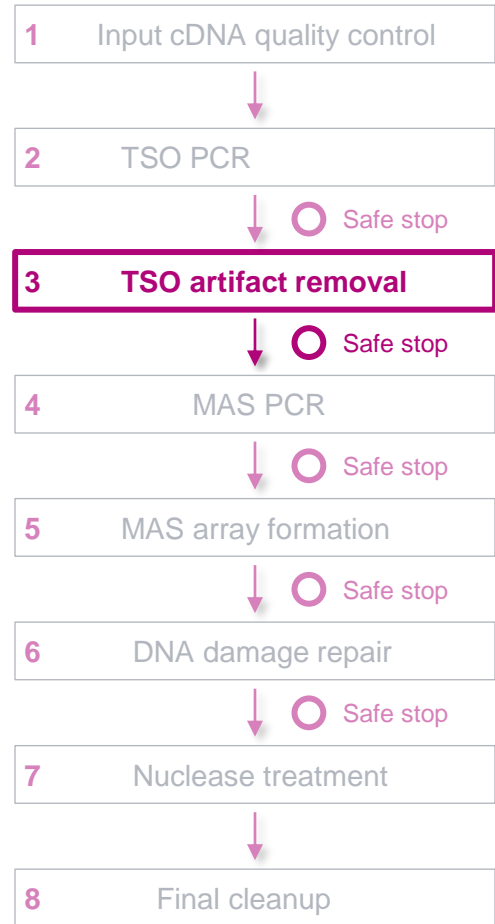 1 Input cDNA quality control
2 TSO PCR
Safe stop
3 TSO artifact removal
Safe stop
4 MAS PCR
Safe stop
5 MAS array formation
Safe stop
6 DNA damage repair
Safe stop
7 Nuclease treatment
8 Final cleanup